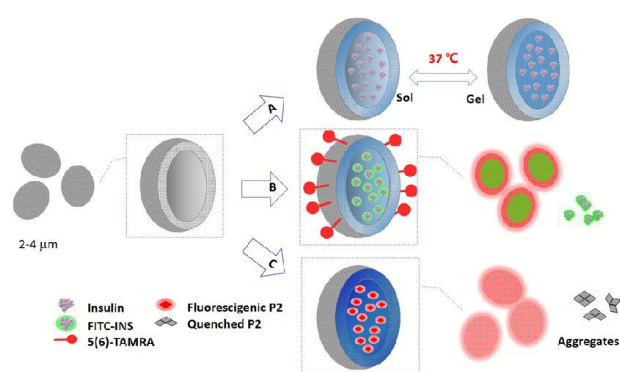 37 ℃
Sol
Gel
A
B
C
2-4 μm
Insulin
FITC-INS
5(6)-TAMRA
Fluorescigenic P2
Quenched P2
Aggregates